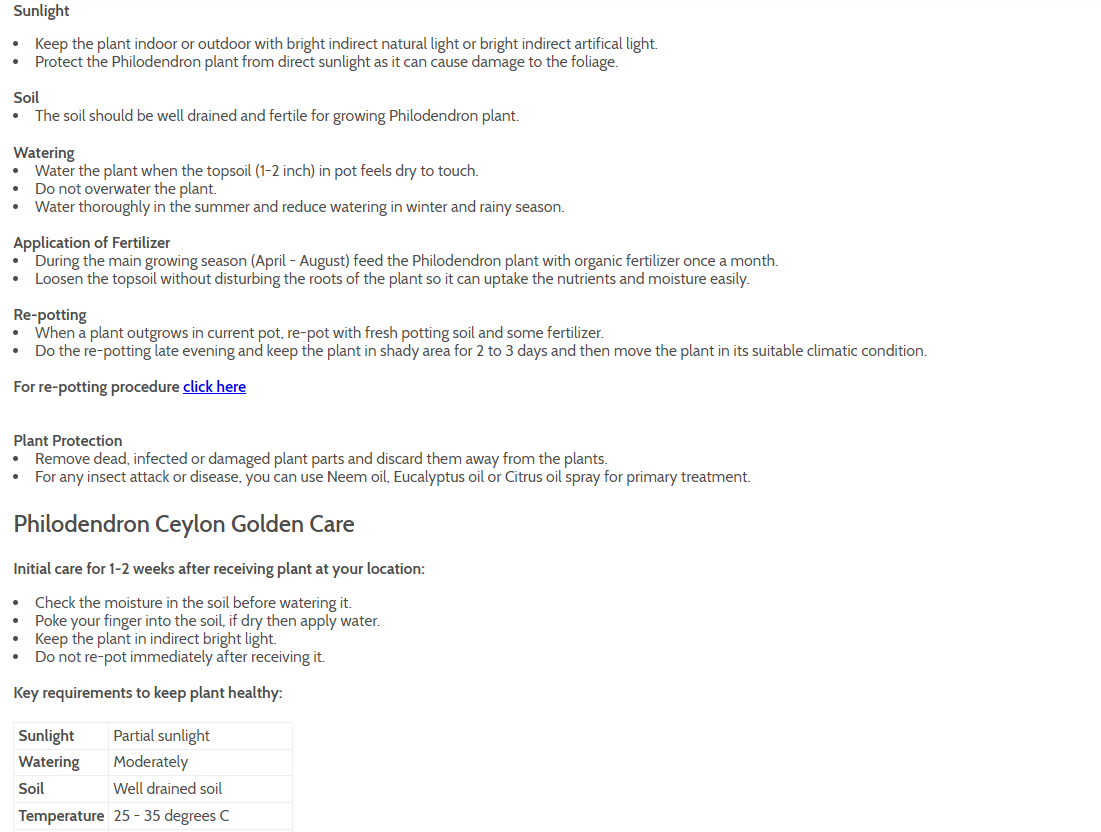 Sunlight
• Keep the plant indoor or outdoor with bright indirect natural light or bright indirect artifical light.
• Protect the Philodendron plant from direct sunlight as it can cause damage to the foliage.
Soil
• The soil should be well drained and fertile for growing Philodendron plant.
Watering
• Water the plant when the topsoil (1-2 inch) in pot feels dry to touch.
• Do not overwater the plant.
• Water thoroughly in the summer and reduce watering in winter and rainy season.
Application of Fertilizer
• During the main growing season (April - August) feed the Philodendron plant with organic fertilizer once a month.
• Loosen the topsoil without disturbing the roots of the plant so it can uptake the nutrients and moisture easily.
Re-potting
• When a plant outgrows in current pot, re-pot with fresh potting soil and some fertilizer.
• Do the re-potting late evening and keep the plant in shady area for 2 to 3 days and then move the plant in its suitable climatic condition.
For re-potting procedure click here
Plant Protection
• Remove dead, infected or damaged plant parts and discard them away from the plants.
• For any insect attack or disease, you can use Neem oil, Eucalyptus oil or Citrus oil spray for primary treatment.
Philodendron Ceylon Golden Care
Initial care for 1-2 weeks after receiving plant at your location:
• Check the moisture in the soil before watering it.
• Poke your finger into the soil, if dry then apply water.
• Keep the plant in indirect bright light.
• Do not re-pot immediately after receiving it.
Key requirements to keep plant healthy:
Sunlight Partial sunlight
Watering Moderately
Soil Well drained soil
Temperature 25 - 35 degrees C